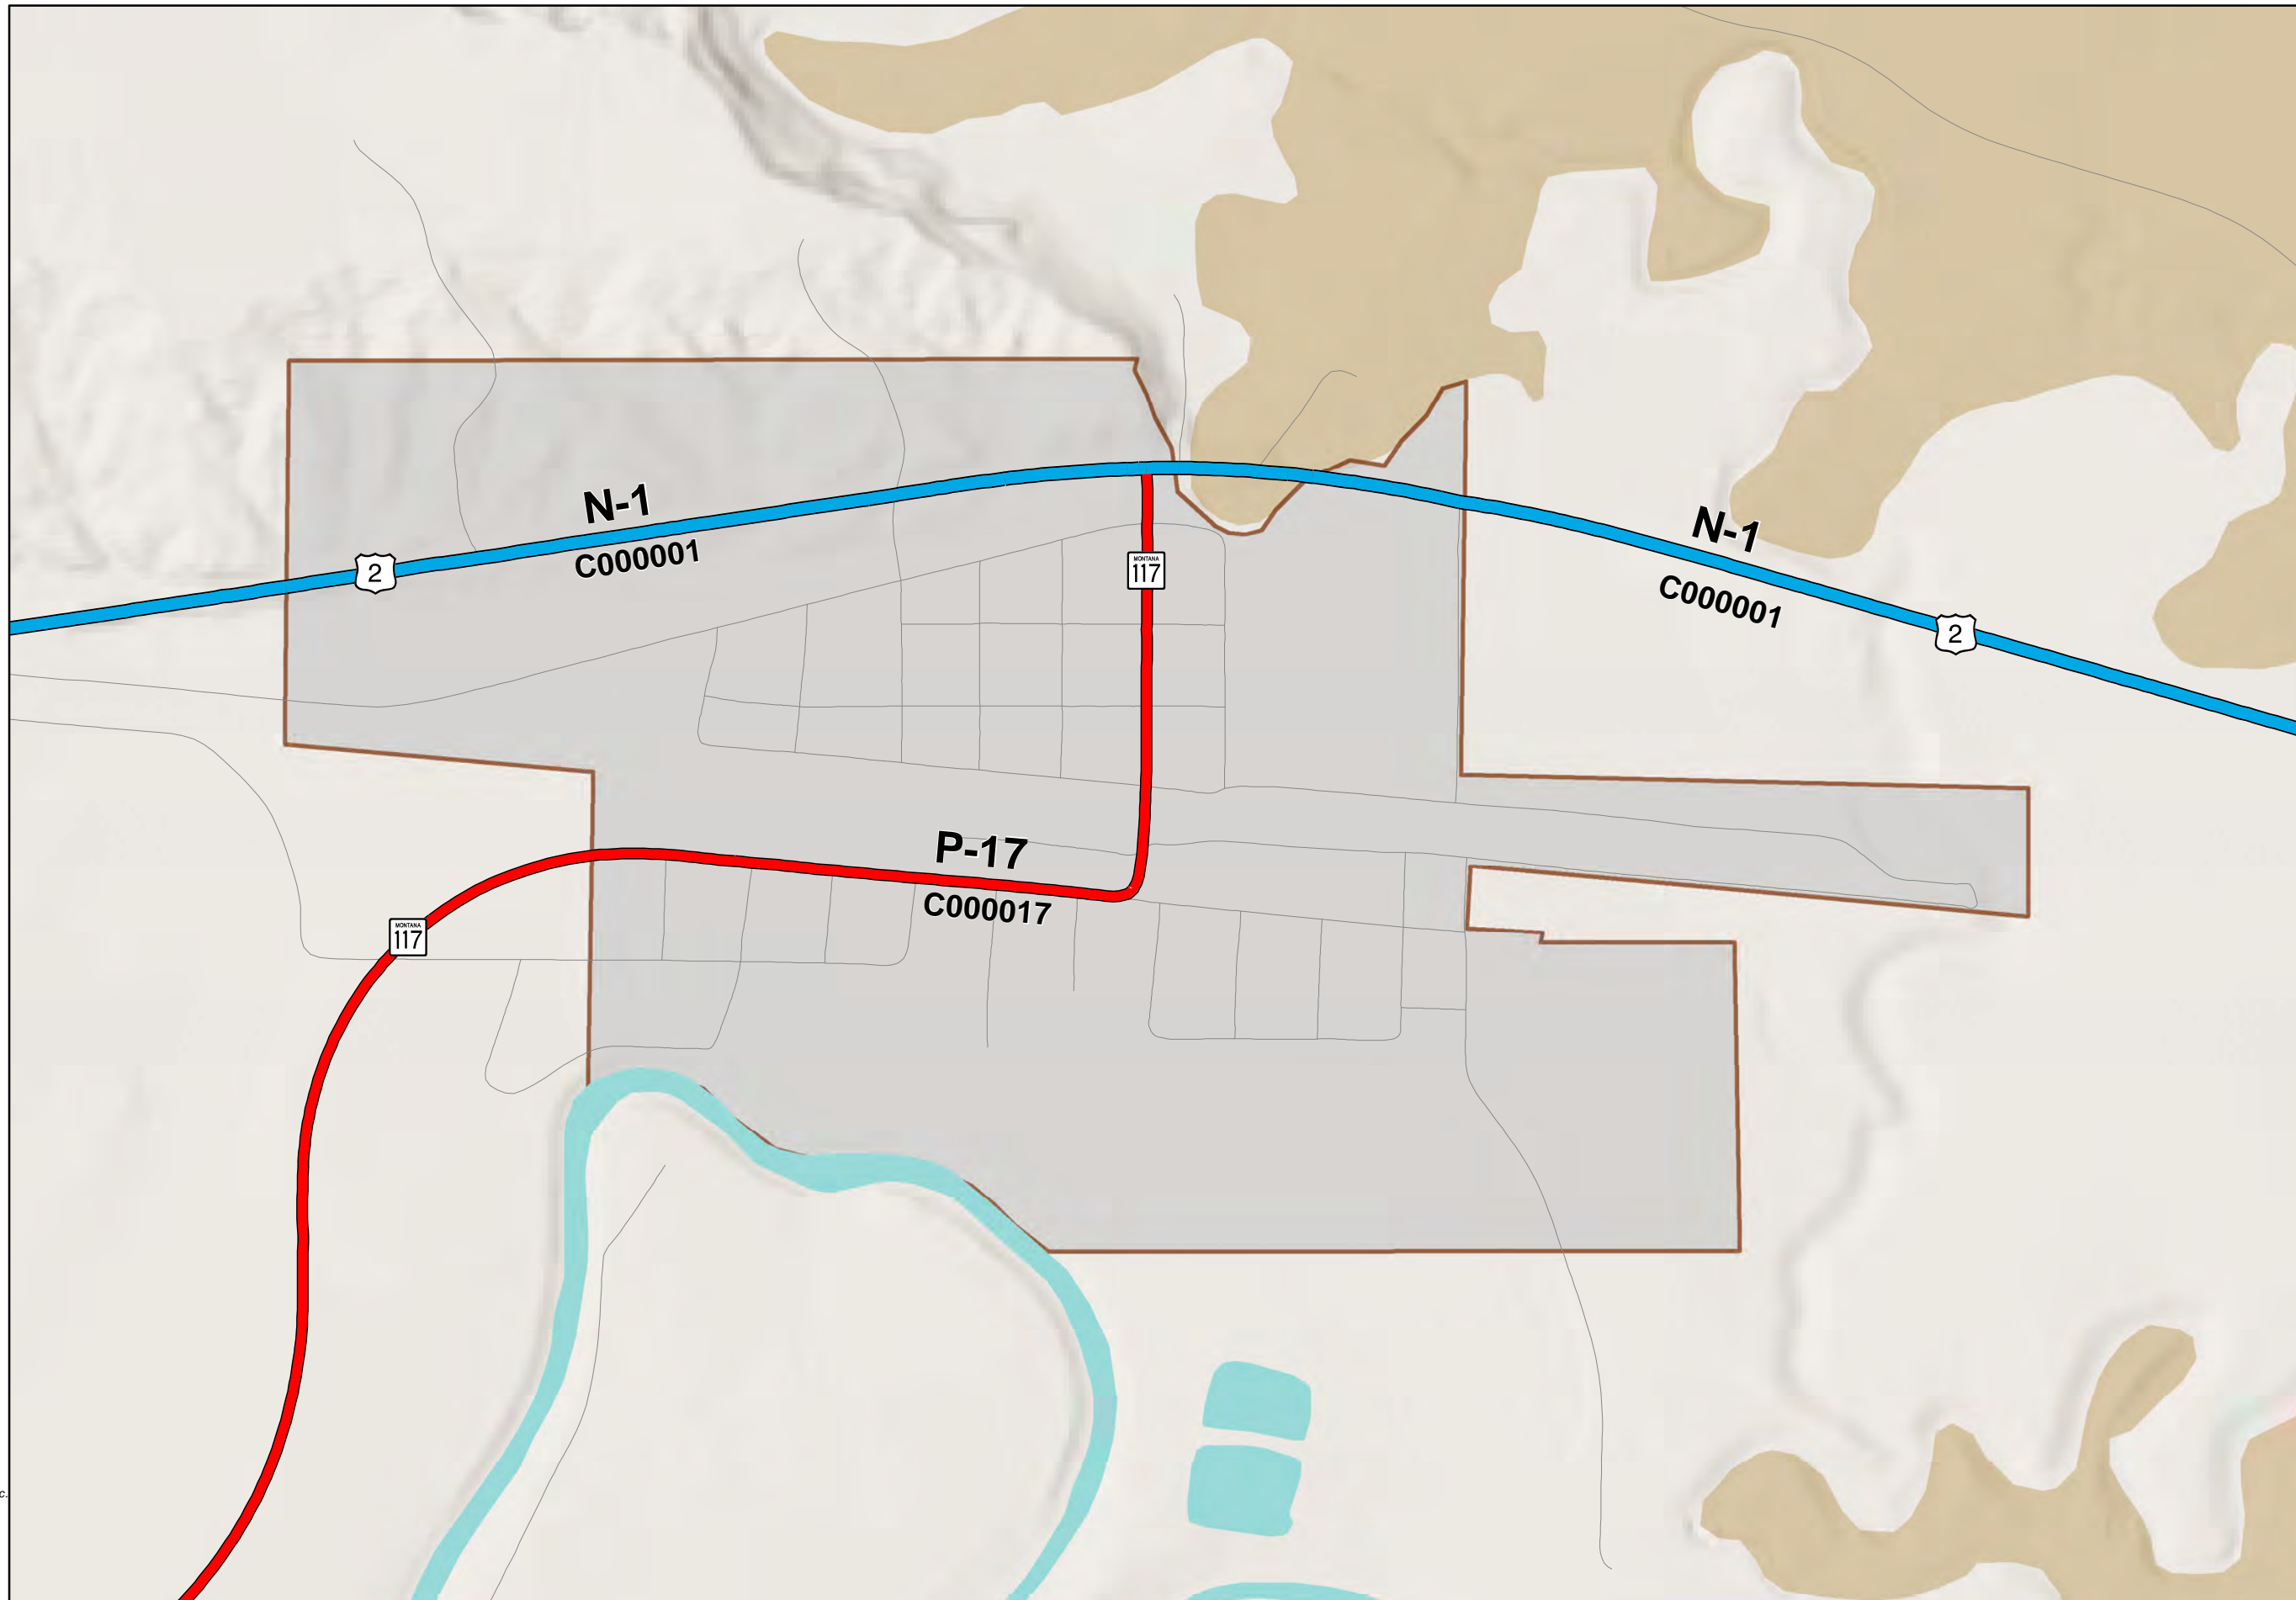 N-1
C000001
2
MONTANA
117
N-1
C000001
2
P-17
C000017
MONTANA
117
c.